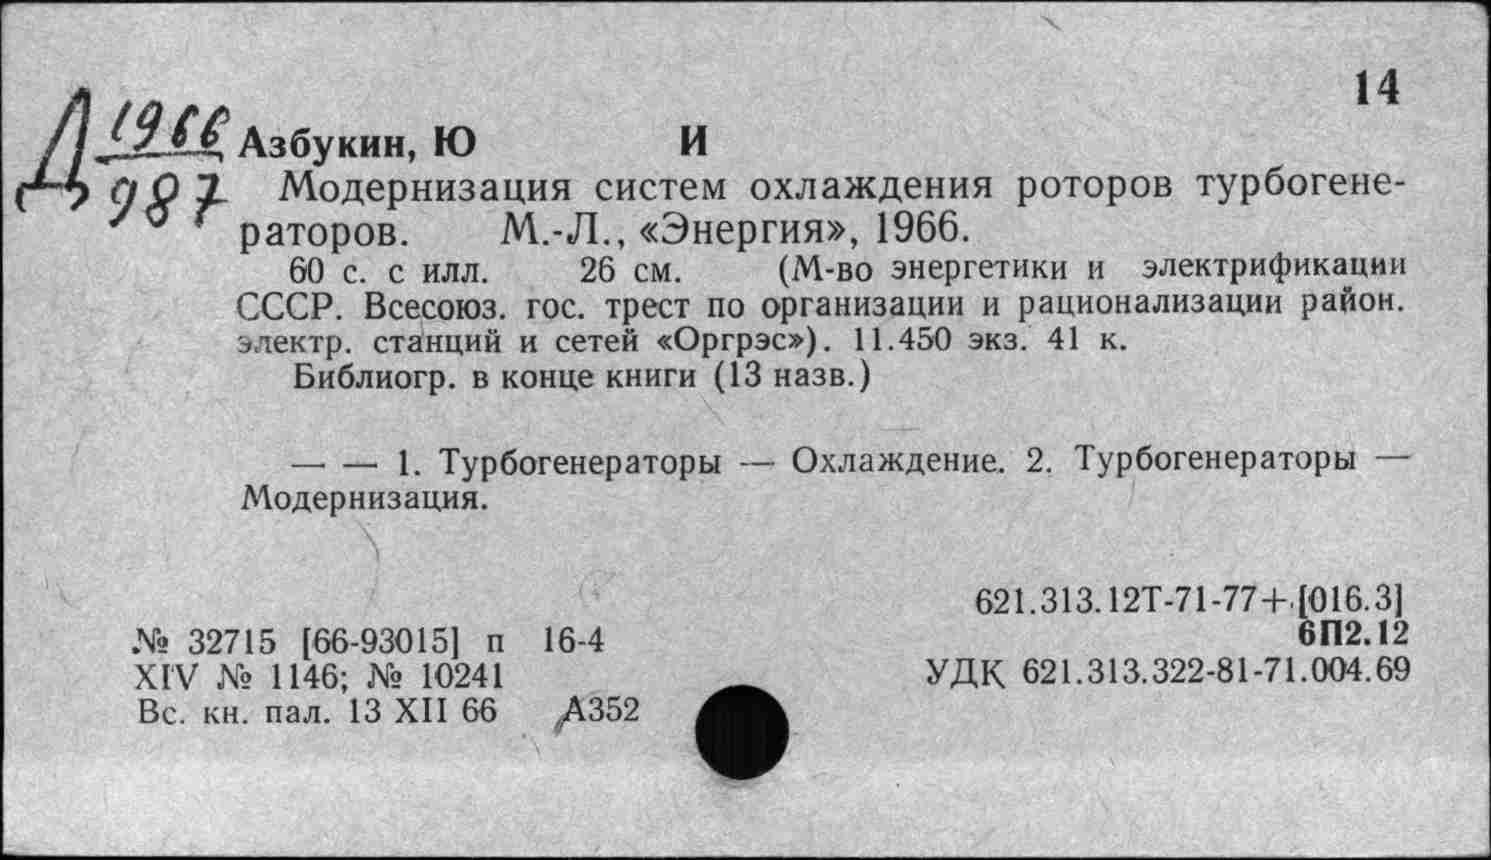 14
Д 1966
987
Азбукин, Ю И
Модернизация систем охлаждения роторов турбогене-
раторов. М.-Л., «Энергия», 1966.
60 с. с илл. 26 см. (М-во энергетики и электрификации
СССР. Всесоюз. гос. трест по организации и рационализации район.
электр. станций и сетей «Оргрэс»). 11.450 экз. 41 к.
Библиогр. в конце книги (13 назв.)
— — 1. Турбогенераторы — Охлаждение. 2. Турбогенераторы —
Модернизация.
621.313.12Т-71-77+[016.3]
№ 32715 [66-93015] п 16-4
6П2.12
XIV № 1146; № 10241
УДК 621.313.322-81-71.004.69
Вс. кн. пал. 13 XII 66 А352